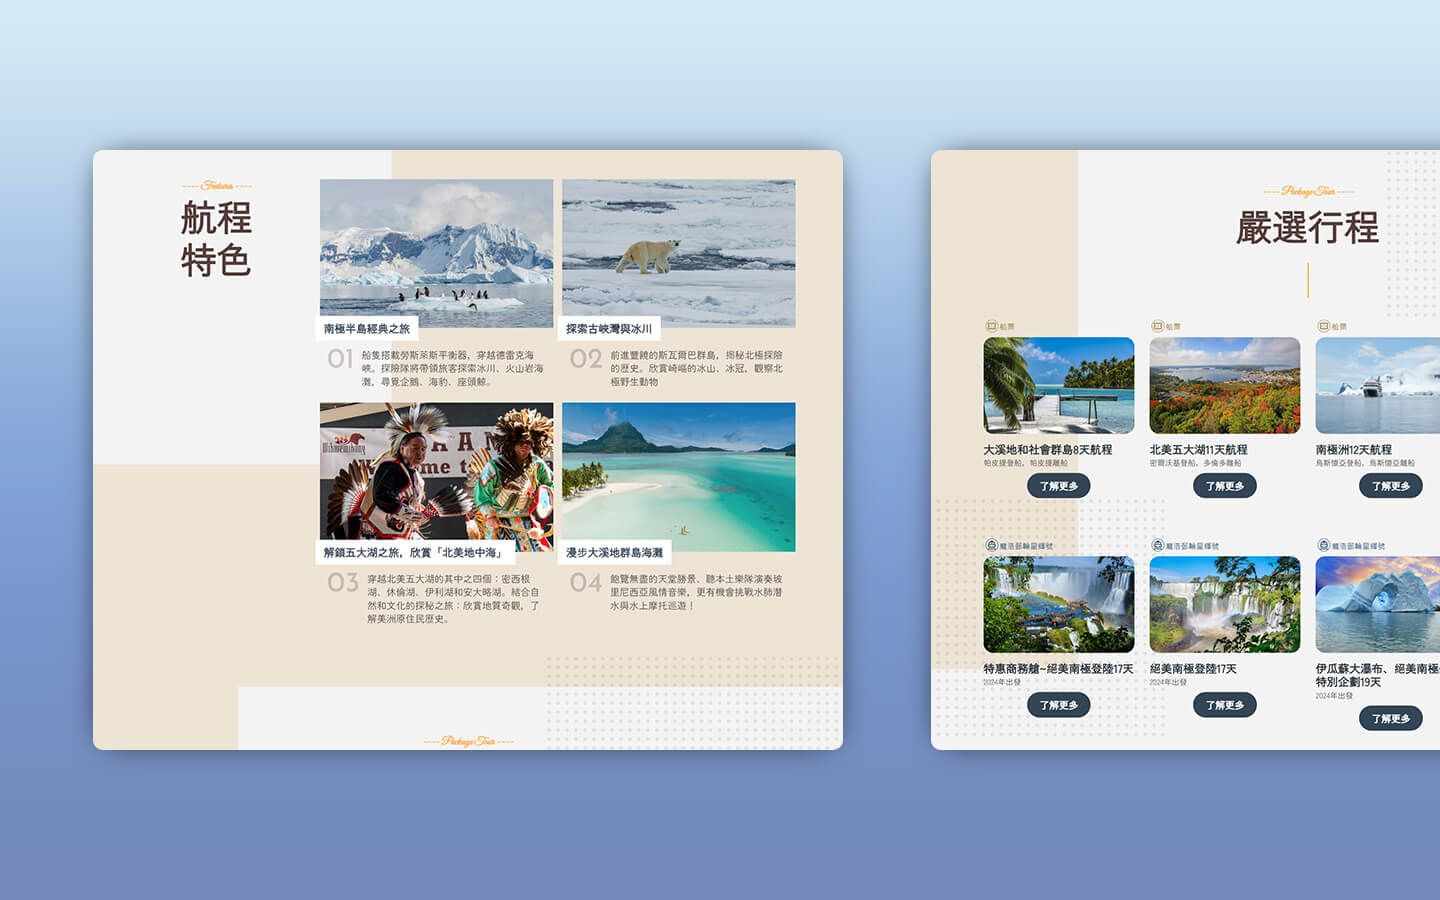 Features
航程
特色
南極半島經典之旅
01
船隻搭載勞斯萊斯平衡器，穿越德雷克海
峽。探險隊將帶領旅客探索冰川、火山岩海
灘，尋覓企鵝、海豹、座頭鯨。
探索古峽灣與冰川
02
前進豐饒的斯瓦爾巴群島，揭秘北極探險
的歷史。欣賞崎嶇的冰山、冰冠，觀察北
極野生動物
解鎖五大湖之旅，欣賞「北美地中海」
03
穿越北美五大湖的其中之四個：密西根
湖、休倫湖、伊利湖和安大略湖。結合自
然和文化的探秘之旅：欣賞地質奇觀，了
解美洲原住民歷史。
漫步大溪地群島海灘
04
飽覽無盡的天堂勝景、聽本土樂隊演奏玻
里尼西亞風情音樂，更有機會挑戰水肺潛
水與水上摩托巡遊！
Package Tour
Package Tour
嚴選行程
船票
大溪地和社會群島8天航程
帕皮提登船，帕皮提離船
了解更多
船票
北美五大湖11天航程
密爾沃基登船，多倫多離船
了解更多
船票
南極洲12天航程
烏斯懷亞登船，烏斯懷亞離船
了解更多
龐洛郵輪星輝號
特惠商務艙~絕美南極登陸17天
2024年出發
了解更多
龐洛郵輪星輝號
絕美南極登陸17天
2024年出發
了解更多
龐洛郵輪星輝號
伊瓜蘇大瀑布、絕美南極
特別企劃19天
2024年出發
了解更多